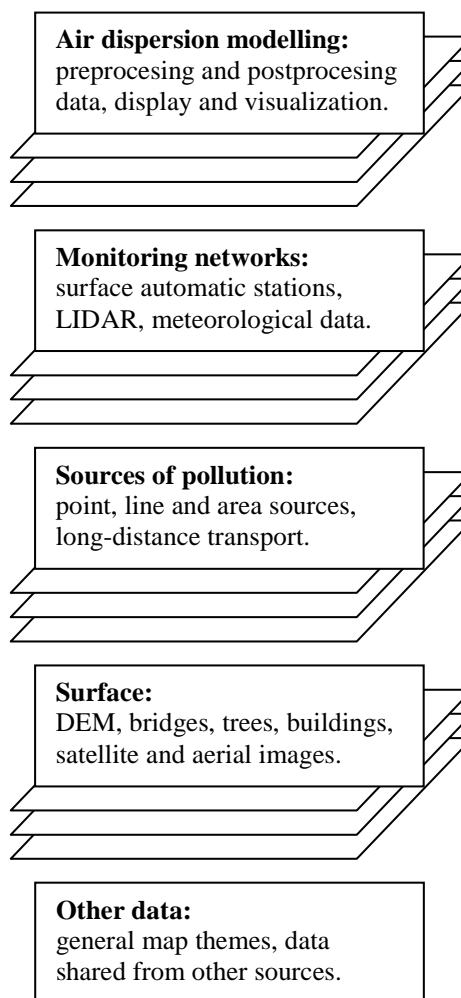 Air dispersion modelling:
preprocesing and postprocesing
data, display and visualization.
Monitoring networks:
surface automatic stations,
LIDAR, meteorological data.
Sources of pollution:
point, line and area sources,
long-distance transport.
Surface:
DEM, bridges, trees, buildings,
satellite and aerial images.
Other data:
general map themes, data
shared from other sources.